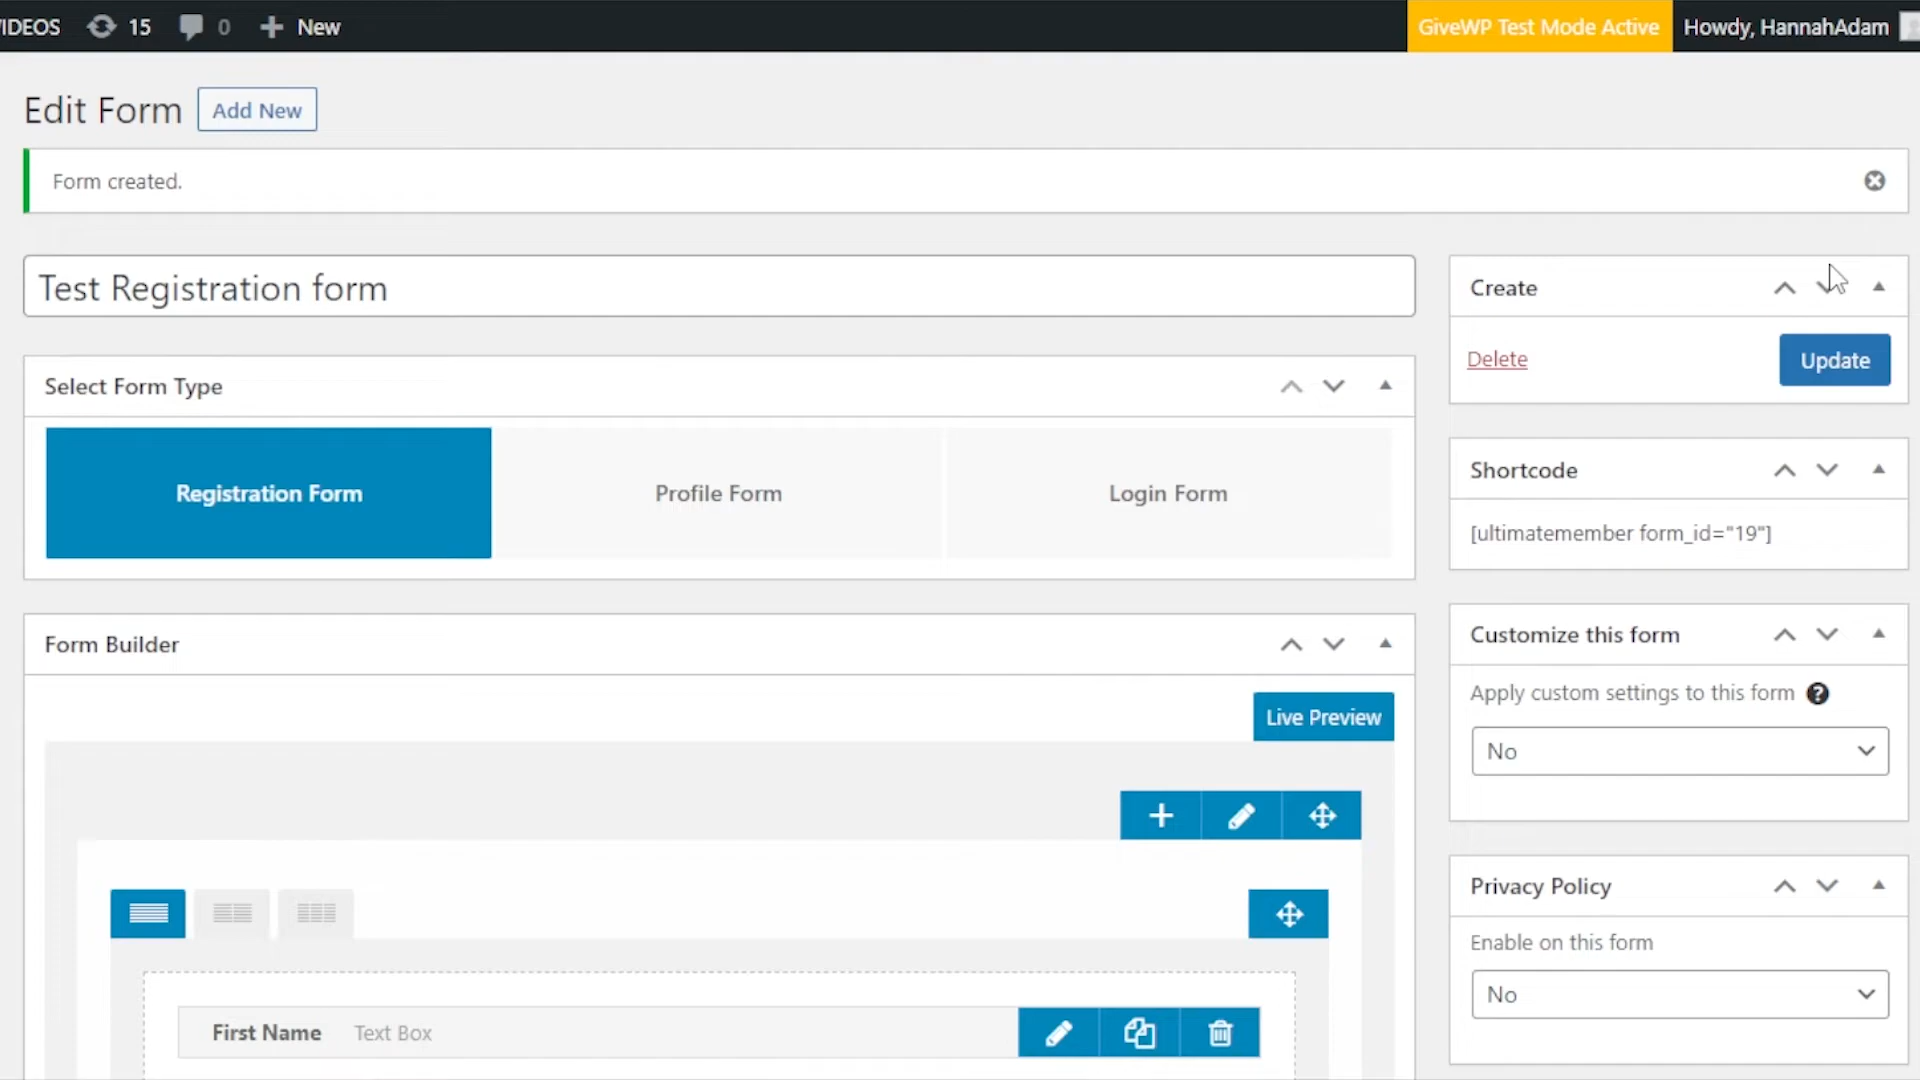 VIDEOS 15 0 New GiveWP Test Mode Active Howdy, HannahAdam
Edit Form Add New
Form created.
Test Registration form
Create
Delete Update
Select Form Type
Registration Form Profile Form Login Form
Shortcode
[ultimatemember form_id="19"]
Form Builder
Customize this form
Apply custom settings to this form
No
Live Preview
Privacy Policy
Enable on this form
No
First Name Text Box